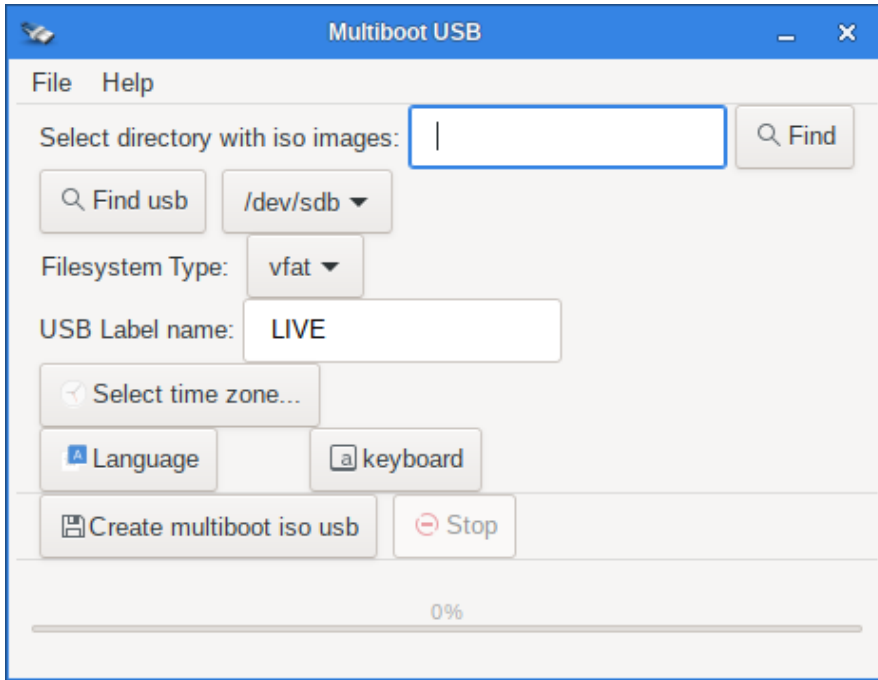 Multiboot USB
File Help
Select directory with iso images: Find
Find usb /dev/sdb
Filesystem Type: vfat
USB Label name: LIVE
Select time zone...
A Language a keyboard
Create multiboot iso usb Stop
0%